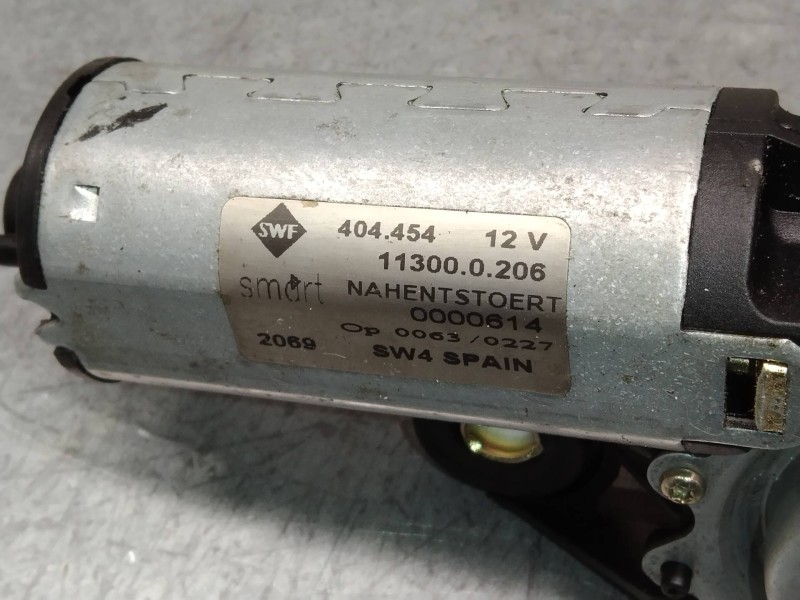 SWF 404.454 12 V
11300.0.206
smart NAHENTSTOERT
0000614
Op 0063/0227
2069 SW4 SPAIN